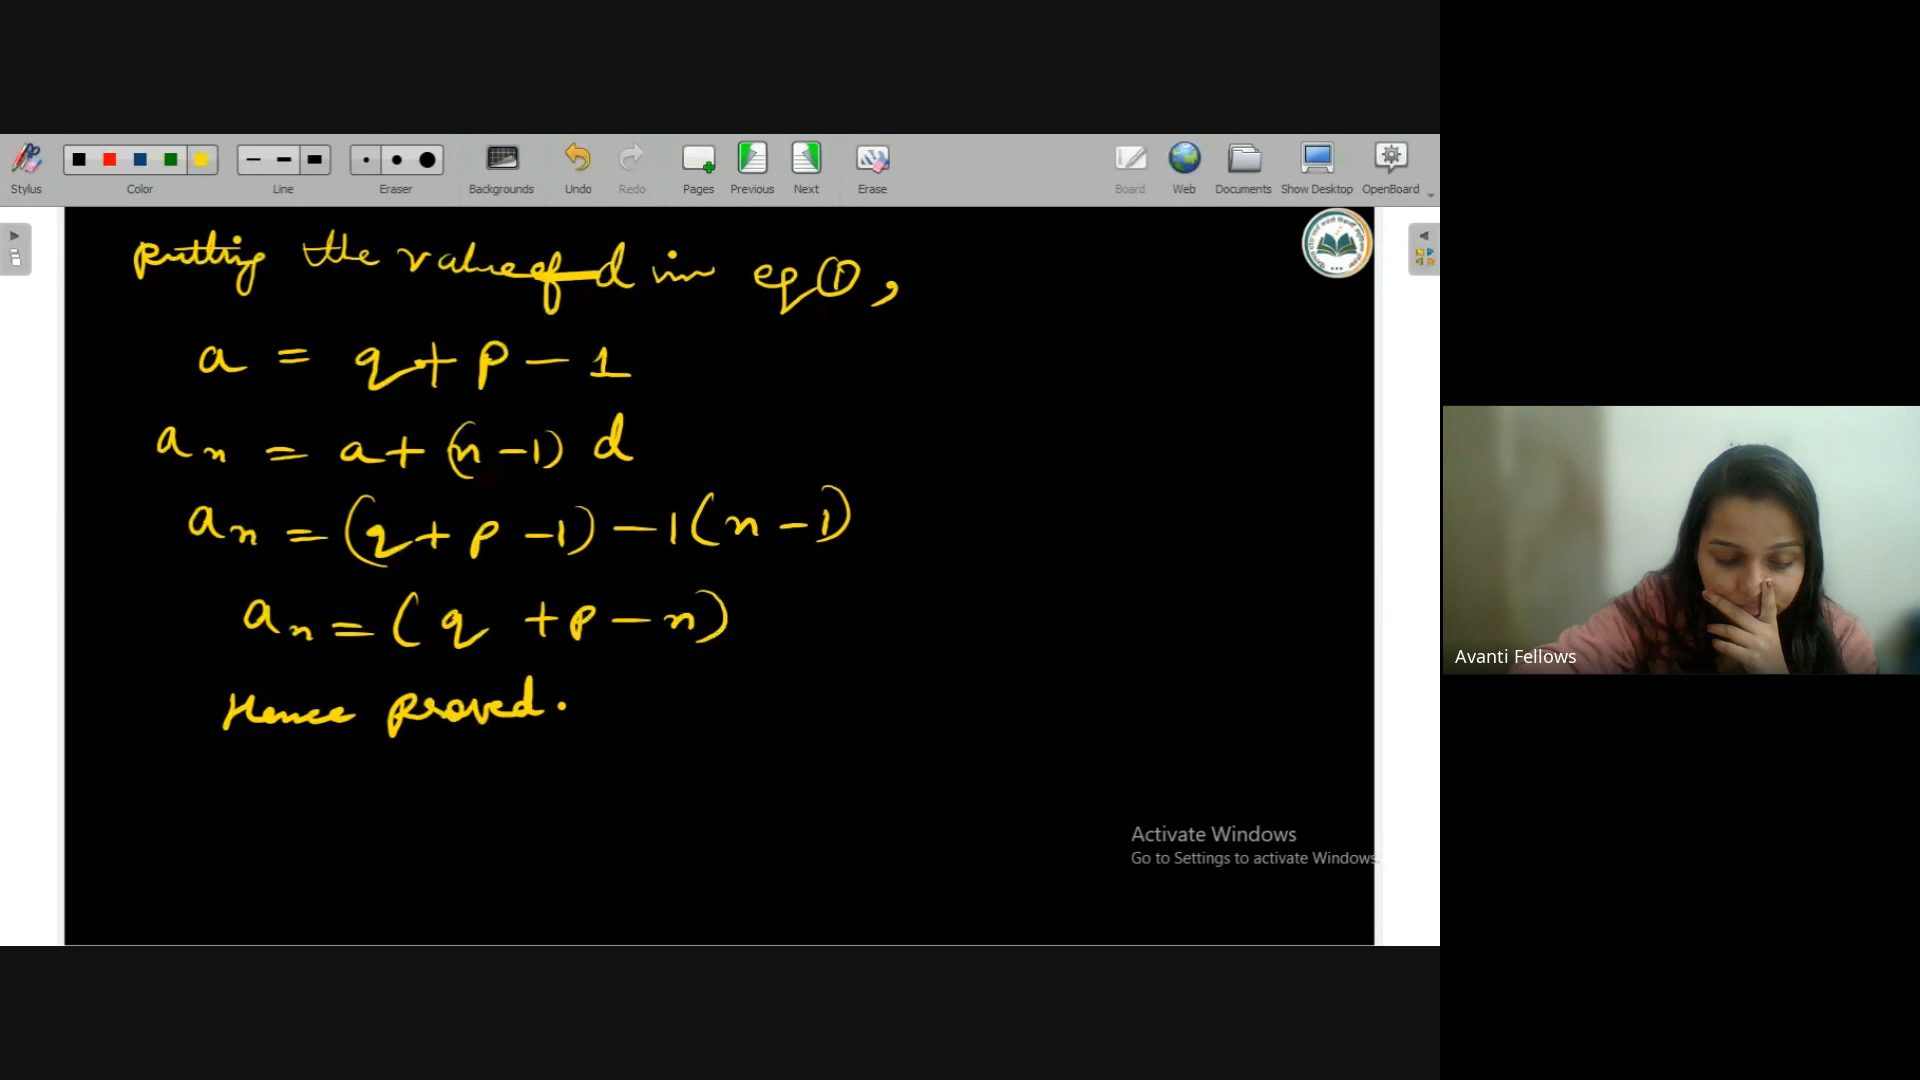 Stylus Color Line Eraser Backgrounds Undo Redo Pages Previous Next Erase Board Web Documents Show Desktop OpenBoard
putting the value of d in eq ①,
a = q + p - 1
aₙ = a + (n - 1) d
aₙ = (q + p - 1) - 1 (n - 1)
aₙ = ( q + p - n)
Hence proved.
Avanti Fellows
Activate Windows
Go to Settings to activate Windows.